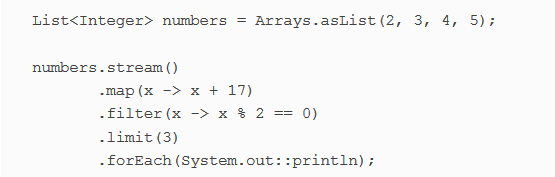 List<Integer> numbers = Arrays.asList(2, 3, 4, 5);
numbers.stream()
.map(x -> x + 17)
.filter(x -> x % 2 == 0)
.limit(3)
.forEach(System.out::println);